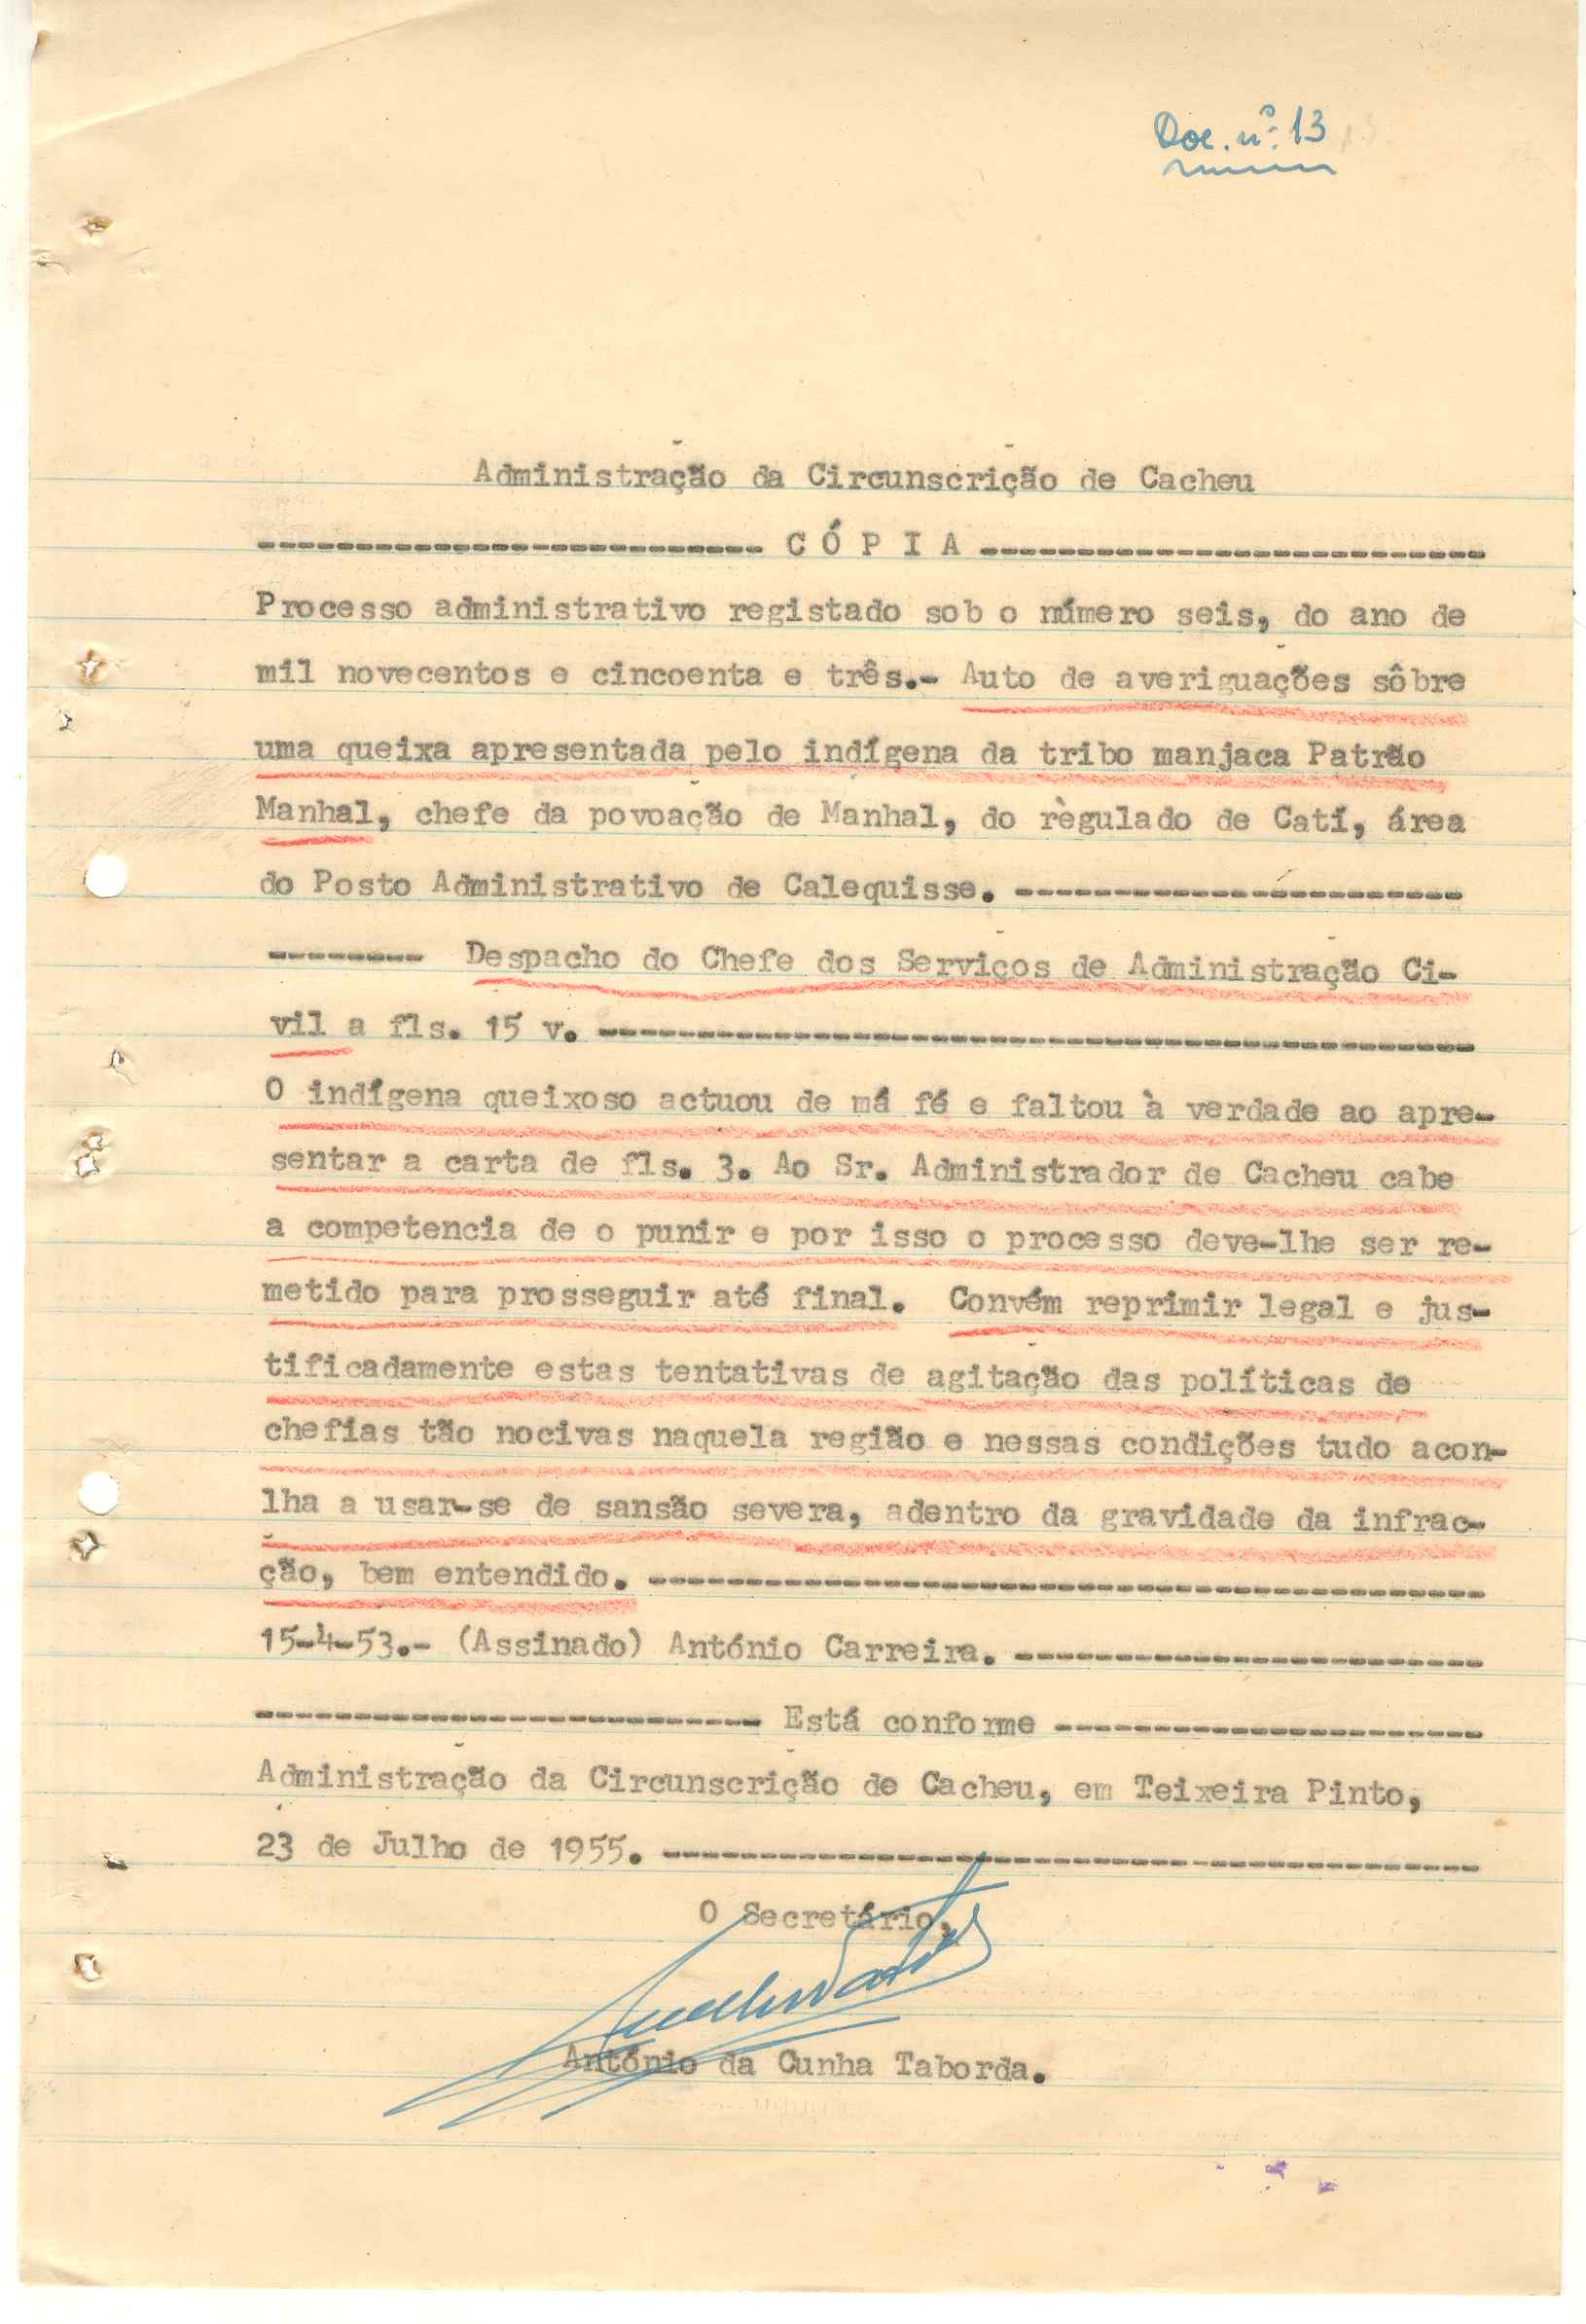 Doc. nº 13
Administração da Circunscrição de Cacheu
-------------------------- C Ó P I A --------------------------
Processo administrativo registado sob o número seis, do ano de
mil novecentos e cincoenta e três.- Auto de averiguações sôbre
uma queixa apresentada pelo indígena da tribo manjaca Patrão
Manhal, chefe da povoação de Manhal, do règulado de Catí, área
do Posto Administrativo de Calequisse. -----------------------
-------- Despacho do Chefe dos Serviços de Administração Ci-
vil a fls. 15 v. ---------------------------------------------
O indígena queixoso actuou de má fé e faltou à verdade ao apre-
sentar a carta de fls. 3. Ao Sr. Administrador de Cacheu cabe
a competencia de o punir e por isso o processo deve-lhe ser re-
metido para prosseguir até final. Convém reprimir legal e jus-
tificadamente estas tentativas de agitação das políticas de
chefias tão nocivas naquela região e nessas condições tudo acon-
lha a usar-se de sansão severa, adentro da gravidade da infrac-
ção, bem entendido. -------------------------------------------
15-4-53.- (Assinado) António Carreira. ------------------------
-------------------------- Está conforme ----------------------
Administração da Circunscrição de Cacheu, em Teixeira Pinto,
23 de Julho de 1955. ------------------------------------------
O Secretário,
António da Cunha Taborda.